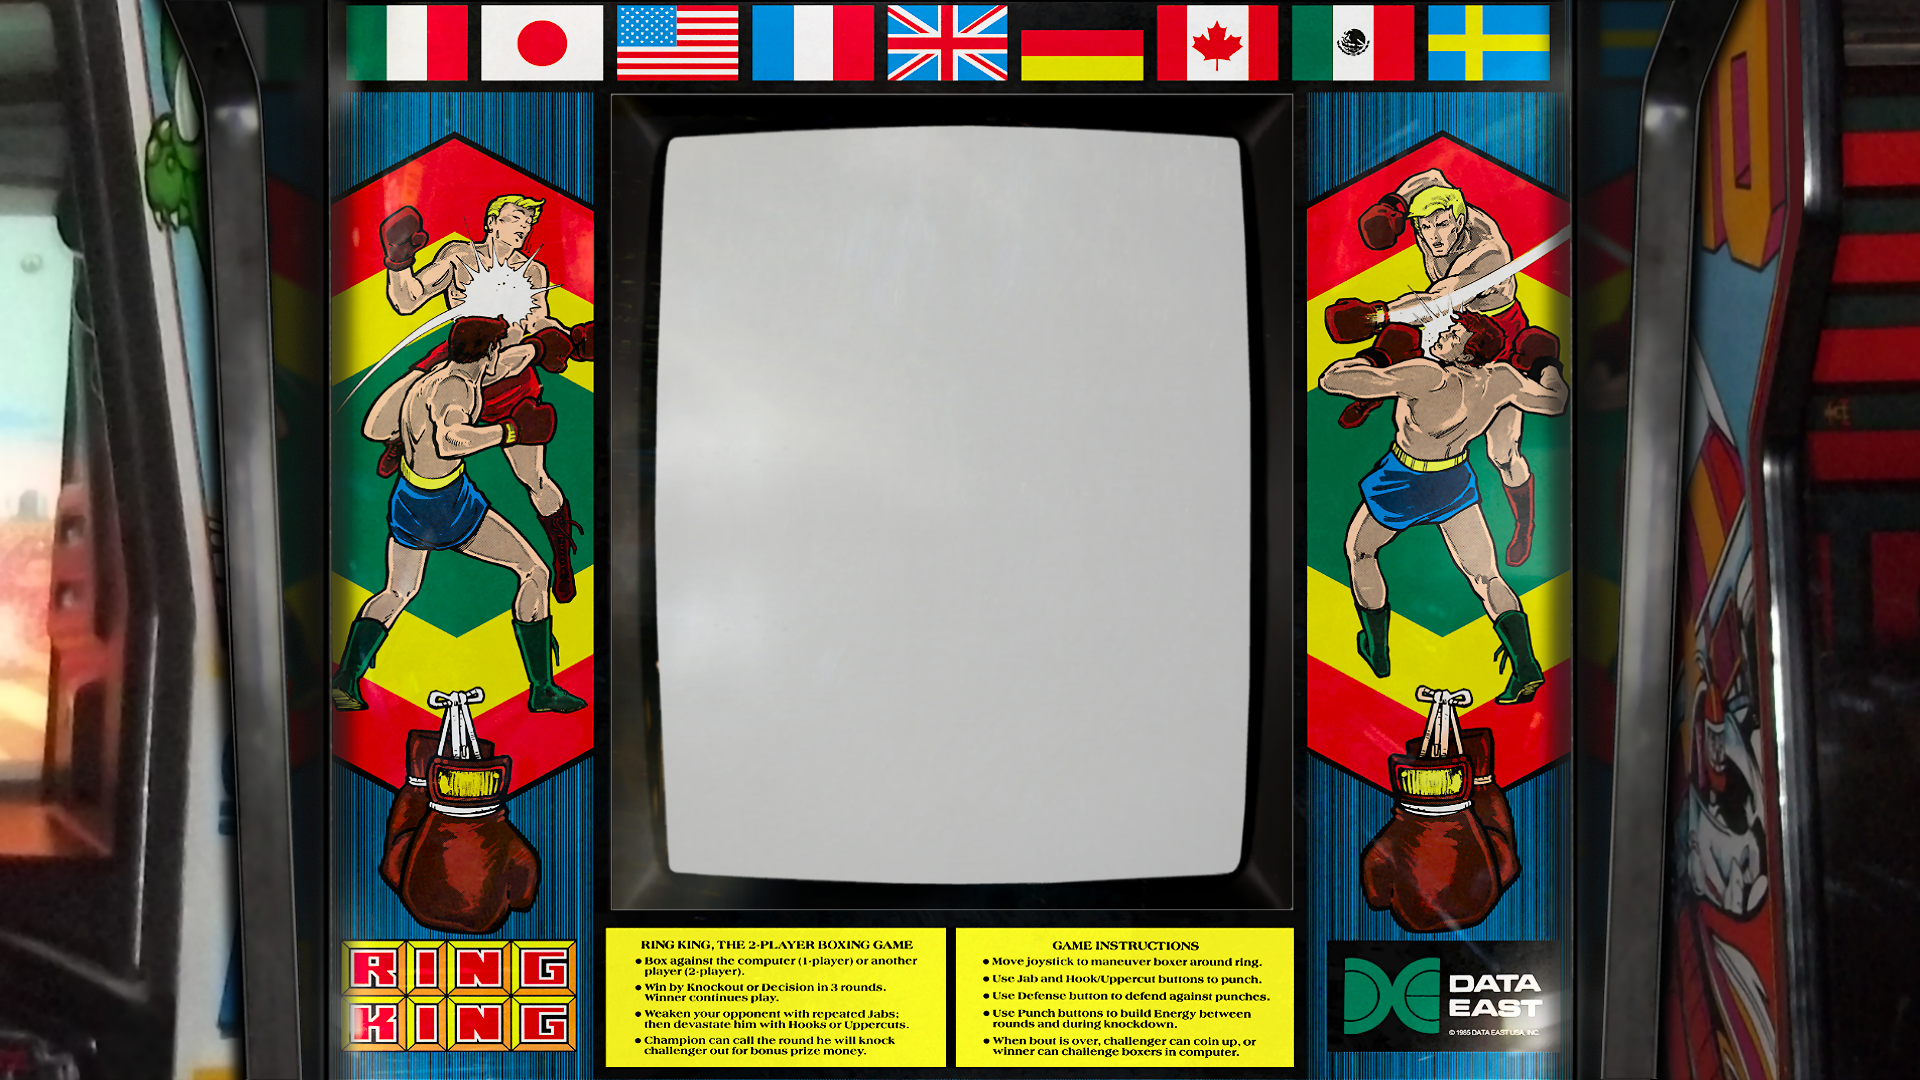 RING KING, THE 2-PLAYER BOXING GAME
● Box against the computer (1-player) or another
player (2-player).
● Win by Knockout or Decision in 3 rounds.
Winner continues play.
● Weaken your opponent with repeated Jabs;
then devastate him with Hooks or Uppercuts.
● Champion can call the round he will knock
challenger out for bonus prize money.
GAME INSTRUCTIONS
● Move joystick to maneuver boxer around ring.
● Use Jab and Hook/Uppercut buttons to punch.
● Use Defense button to defend against punches.
● Use Punch buttons to build Energy between
rounds and during knockdown.
● When bout is over, challenger can coin up, or
winner can challenge boxers in computer.
RING
KING
DATA
EAST
© 1985 DATA EAST USA, INC.